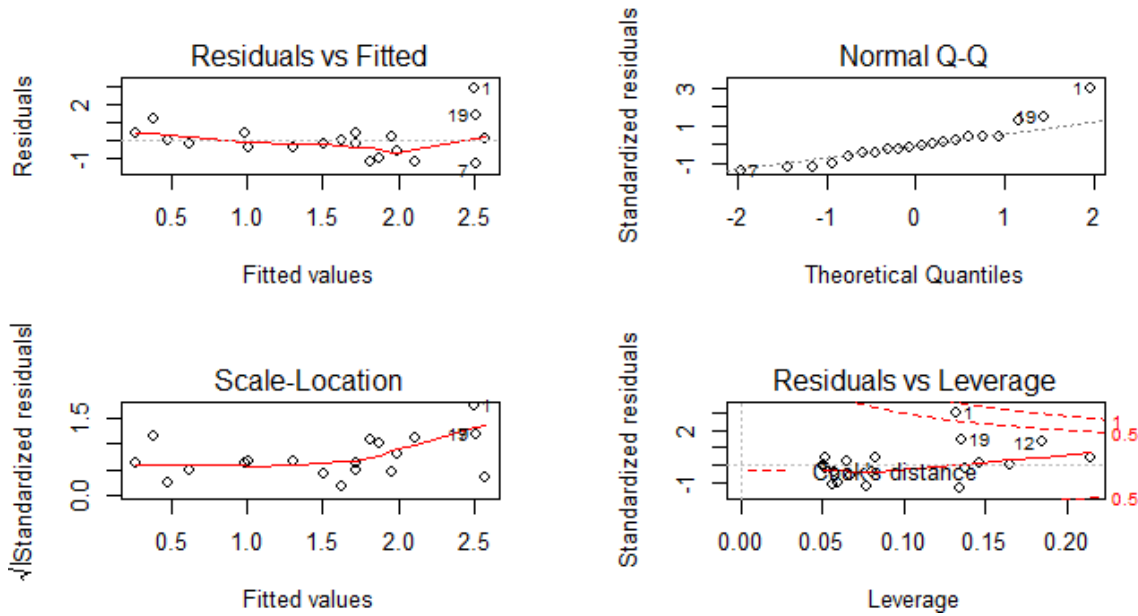 Residuals vs Fitted
Residuals
2
-1
1
19
7
0.5 1.0 1.5 2.0 2.5
Fitted values
Normal Q-Q
Standardized residuals
3
1
-1
1
19
7
-2 -1 0 1 2
Theoretical Quantiles
Scale-Location
√|Standardized residuals|
1.5
0.0
1
19
0.5 1.0 1.5 2.0 2.5
Fitted values
Residuals vs Leverage
Standardized residuals
2
-1
1
19
12
Cook's distance
1
0.5
0.5
0.00 0.05 0.10 0.15 0.20
Leverage